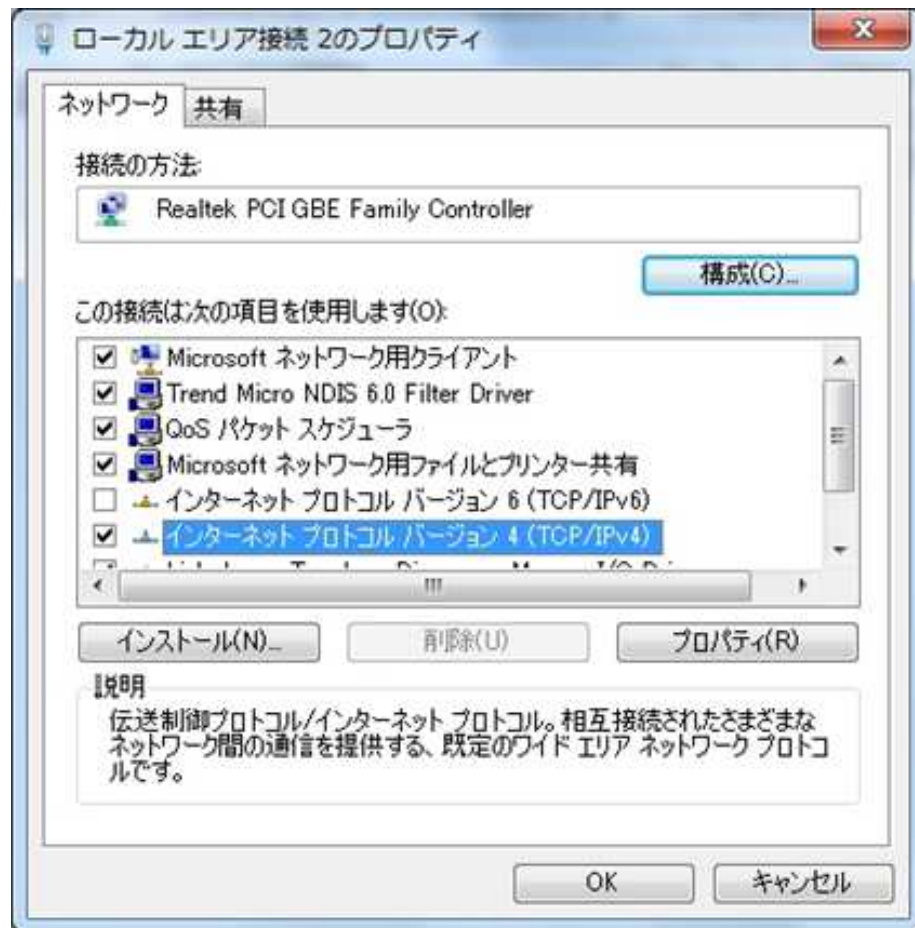 ローカル エリア接続 2のプロパティ
ネットワーク
共有
接続の方法:
Realtek PCI GBE Family Controller
構成(C)...
この接続は次の項目を使用します(O):
Microsoft ネットワーク用クライアント
Trend Micro NDIS 6.0 Filter Driver
QoS パケット スケジューラ
Microsoft ネットワーク用ファイルとプリンター共有
インターネット プロトコル バージョン 6 (TCP/IPv6)
インターネット プロトコル バージョン 4 (TCP/IPv4)
インストール(N)...
削除(U)
プロパティ(R)
説明
伝送制御プロトコル/インターネット プロトコル。相互接続されたさまざまな
ネットワーク間の通信を提供する、既定のワイド エリア ネットワーク プロトコ
ルです。
OK
キャンセル